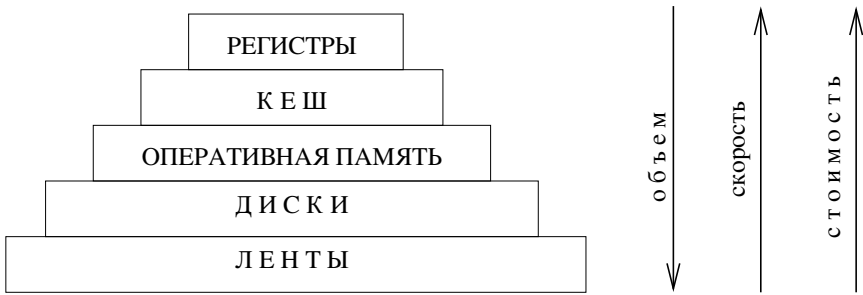 РЕГИСТРЫ
К Е Ш
ОПЕРАТИВНАЯ ПАМЯТЬ
Д И С К И
Л Е Н Т Ы
о б ъ е м
скорость
с т о и м о с т ь